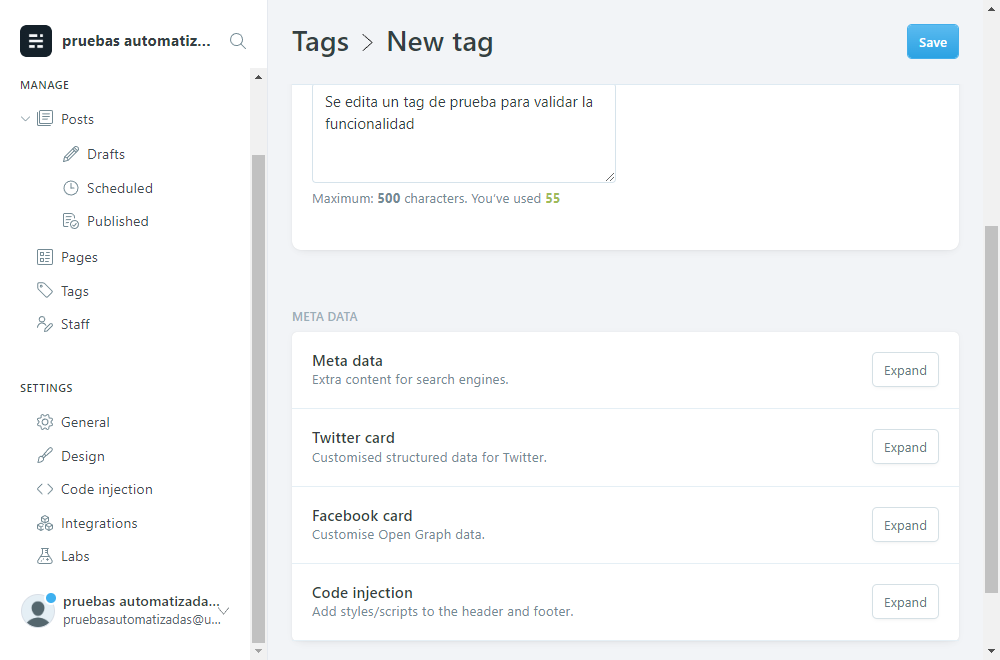 pruebas automatiz...
MANAGE
Posts
Drafts
Scheduled
Published
Pages
Tags
Staff
SETTINGS
General
Design
Code injection
Integrations
Labs
pruebas automatizada...
pruebasautomatizadas@u...
Tags > New tag
Save
Se edita un tag de prueba para validar la
funcionalidad
Maximum: 500 characters. You've used 55
META DATA
Meta data
Extra content for search engines.
Expand
Twitter card
Customised structured data for Twitter.
Expand
Facebook card
Customise Open Graph data.
Expand
Code injection
Add styles/scripts to the header and footer.
Expand